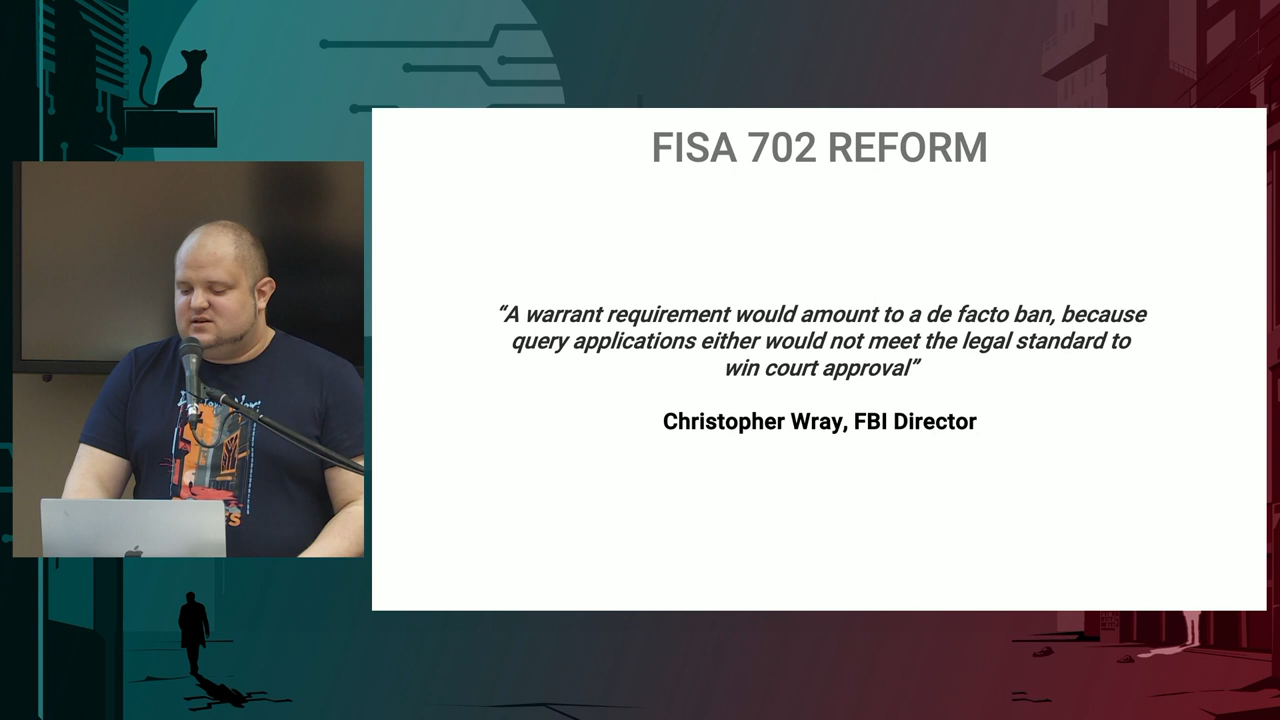 FISA 702 REFORM
“A warrant requirement would amount to a de facto ban, because
query applications either would not meet the legal standard to
win court approval”
Christopher Wray, FBI Director